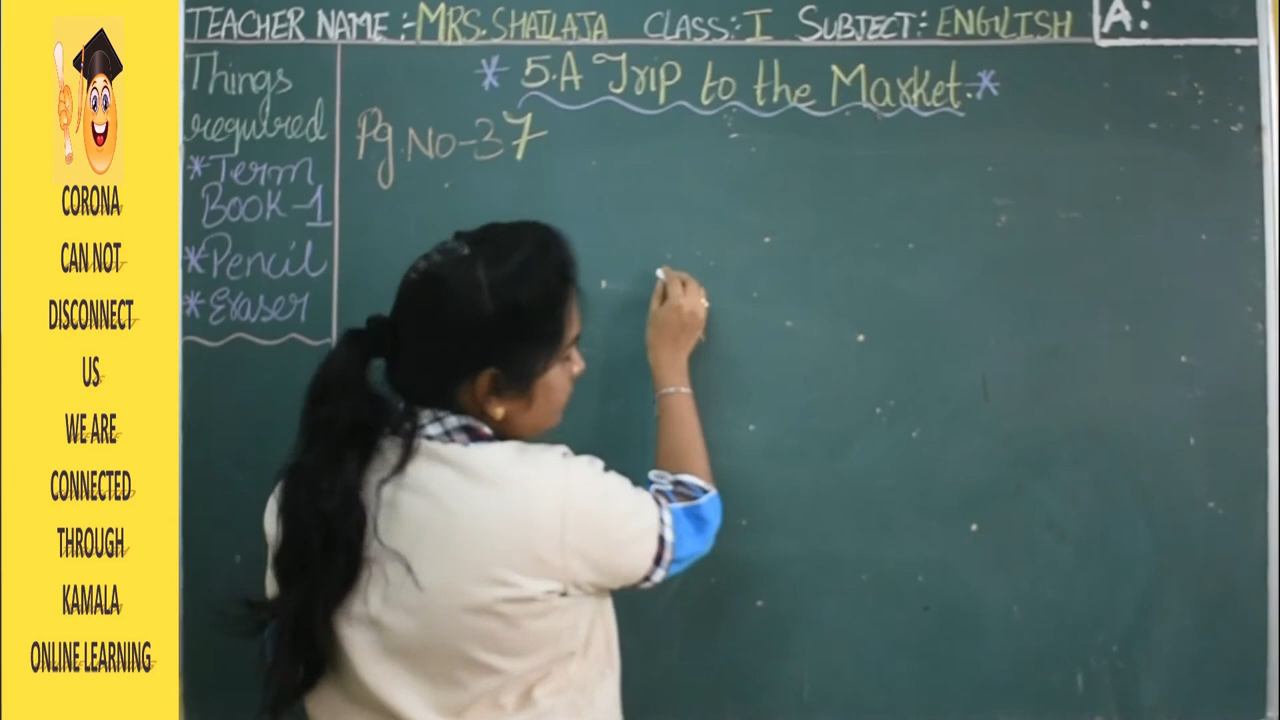 CORONA
CAN NOT
DISCONNECT
US
WE ARE
CONNECTED
THROUGH
KAMALA
ONLINE LEARNING
TEACHER NAME :- MRS. SHAILAJA CLASS:- I SUBJECT:- ENGLISH
A:
Things
required
*Term
Book-1
*Pencil
*Eraser
* 5.A Trip to the Market.*
Pg.No-37